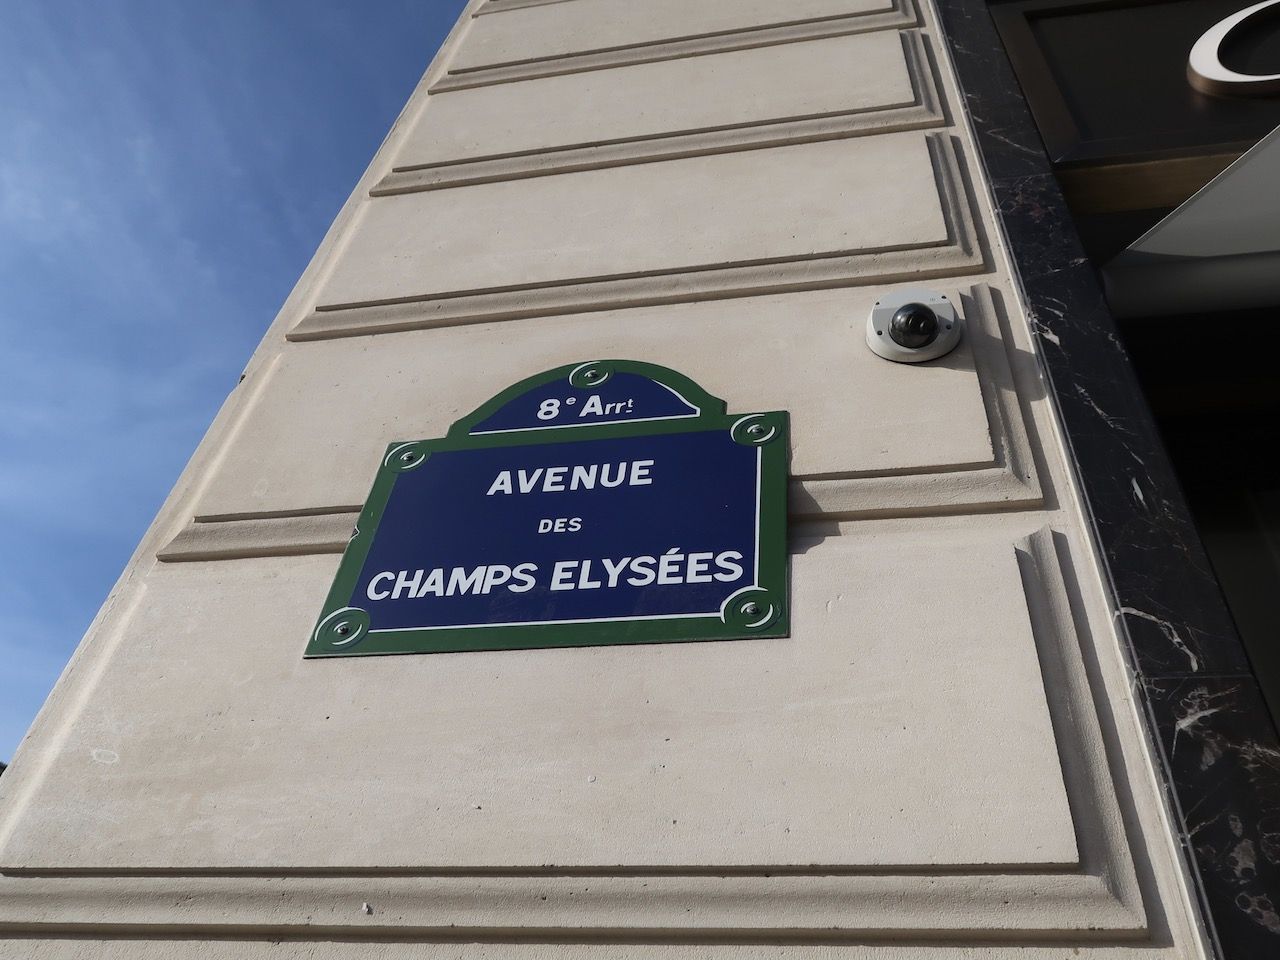 8e Arrt
AVENUE
DES
CHAMPS ELYSÉES